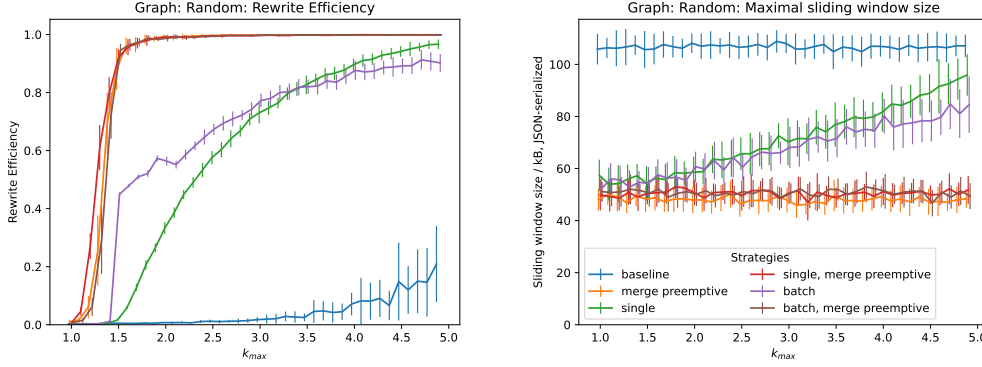 Graph: Random: Rewrite Efficiency
Rewrite Efficiency
1.0
0.8
0.6
0.4
0.2
0.0
1.0 1.5 2.0 2.5 3.0 3.5 4.0 4.5 5.0
k_max
Graph: Random: Maximal sliding window size
Sliding window size / kB, JSON-serialized
100
80
60
40
20
0
Strategies
baseline
merge preemptive
single
single, merge preemptive
batch
batch, merge preemptive
1.0 1.5 2.0 2.5 3.0 3.5 4.0 4.5 5.0
k_max